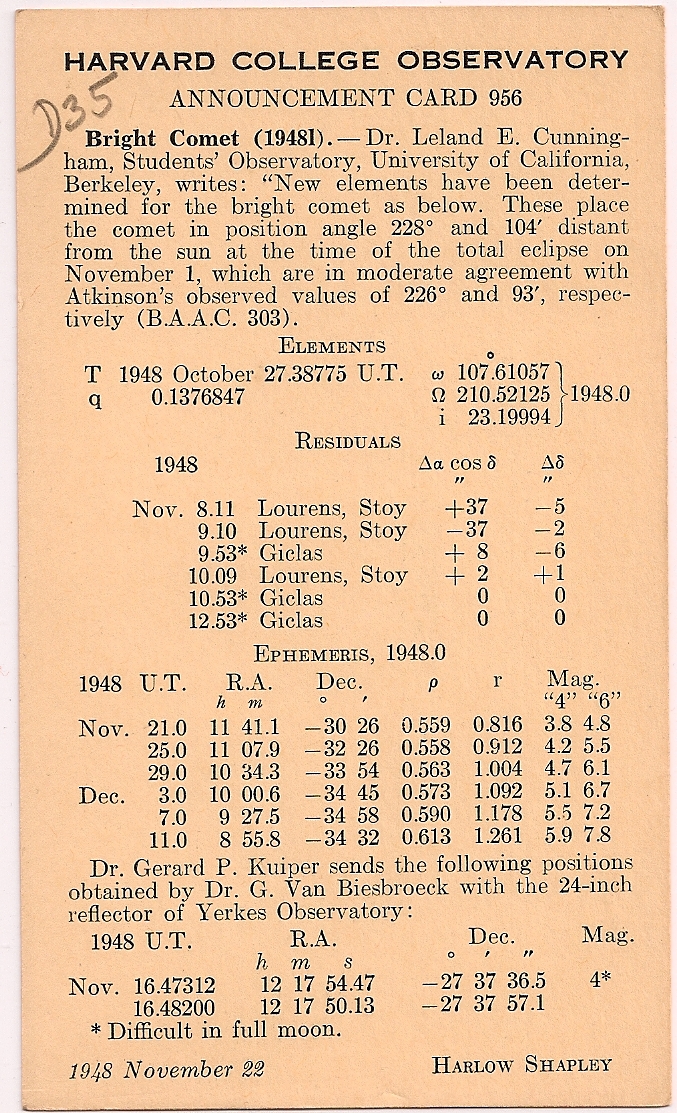 HARVARD COLLEGE OBSERVATORY
D35
ANNOUNCEMENT CARD 956
Bright Comet (1948l).—Dr. Leland E. Cunning-
ham, Students' Observatory, University of California,
Berkeley, writes: "New elements have been deter-
mined for the bright comet as below. These place
the comet in position angle 228° and 104′ distant
from the sun at the time of the total eclipse on
November 1, which are in moderate agreement with
Atkinson's observed values of 226° and 93′, respec-
tively (B.A.A.C. 303).
ELEMENTS
°
T 1948 October 27.38775 U.T. ω 107.61057
q 0.1376847 Ω 210.52125 } 1948.0
i 23.19994
RESIDUALS
1948 Δα cos δ Δδ
″ ″
Nov. 8.11 Lourens, Stoy +37 −5
9.10 Lourens, Stoy −37 −2
9.53* Giclas + 8 −6
10.09 Lourens, Stoy + 2 +1
10.53* Giclas 0 0
12.53* Giclas 0 0
EPHEMERIS, 1948.0
1948 U.T. R.A. Dec. ρ r Mag.
h m ° ′ "4" "6"
Nov. 21.0 11 41.1 −30 26 0.559 0.816 3.8 4.8
25.0 11 07.9 −32 26 0.558 0.912 4.2 5.5
29.0 10 34.3 −33 54 0.563 1.004 4.7 6.1
Dec. 3.0 10 00.6 −34 45 0.573 1.092 5.1 6.7
7.0 9 27.5 −34 58 0.590 1.178 5.5 7.2
11.0 8 55.8 −34 32 0.613 1.261 5.9 7.8
Dr. Gerard P. Kuiper sends the following positions
obtained by Dr. G. Van Biesbroeck with the 24-inch
reflector of Yerkes Observatory:
1948 U.T. R.A. Dec. Mag.
h m s ° ′ ″
Nov. 16.47312 12 17 54.47 −27 37 36.5 4*
16.48200 12 17 50.13 −27 37 57.1
* Difficult in full moon.
1948 November 22 HARLOW SHAPLEY